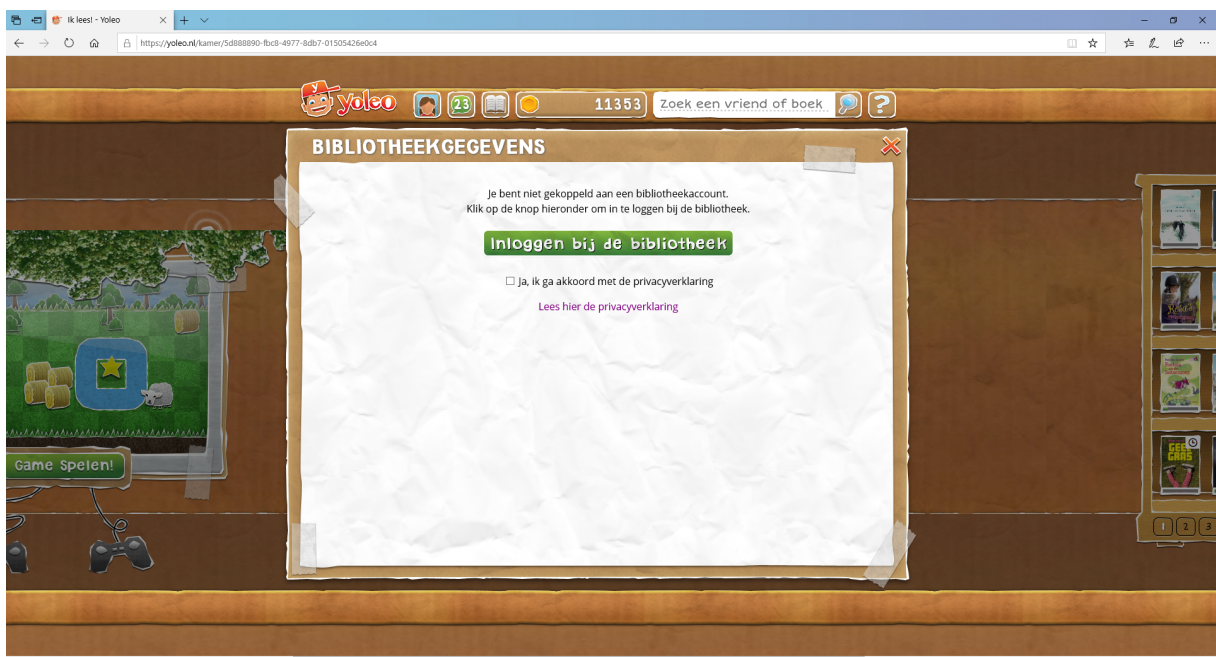 Ik lees! - Yoleo
https://yoleo.nl/kamer/5d888890-fbc8-4977-8db7-01505426e0c4
yoleo
23
11353
Zoek een vriend of boek
?
BIBLIOTHEEKGEGEVENS
Je bent niet gekoppeld aan een bibliotheekaccount.
Klik op de knop hieronder om in te loggen bij de bibliotheek.
Inloggen bij de bibliotheek
Ja, ik ga akkoord met de privacyverklaring
Lees hier de privacyverklaring
Game Spelen!
GEEL GRAS
1 2 3